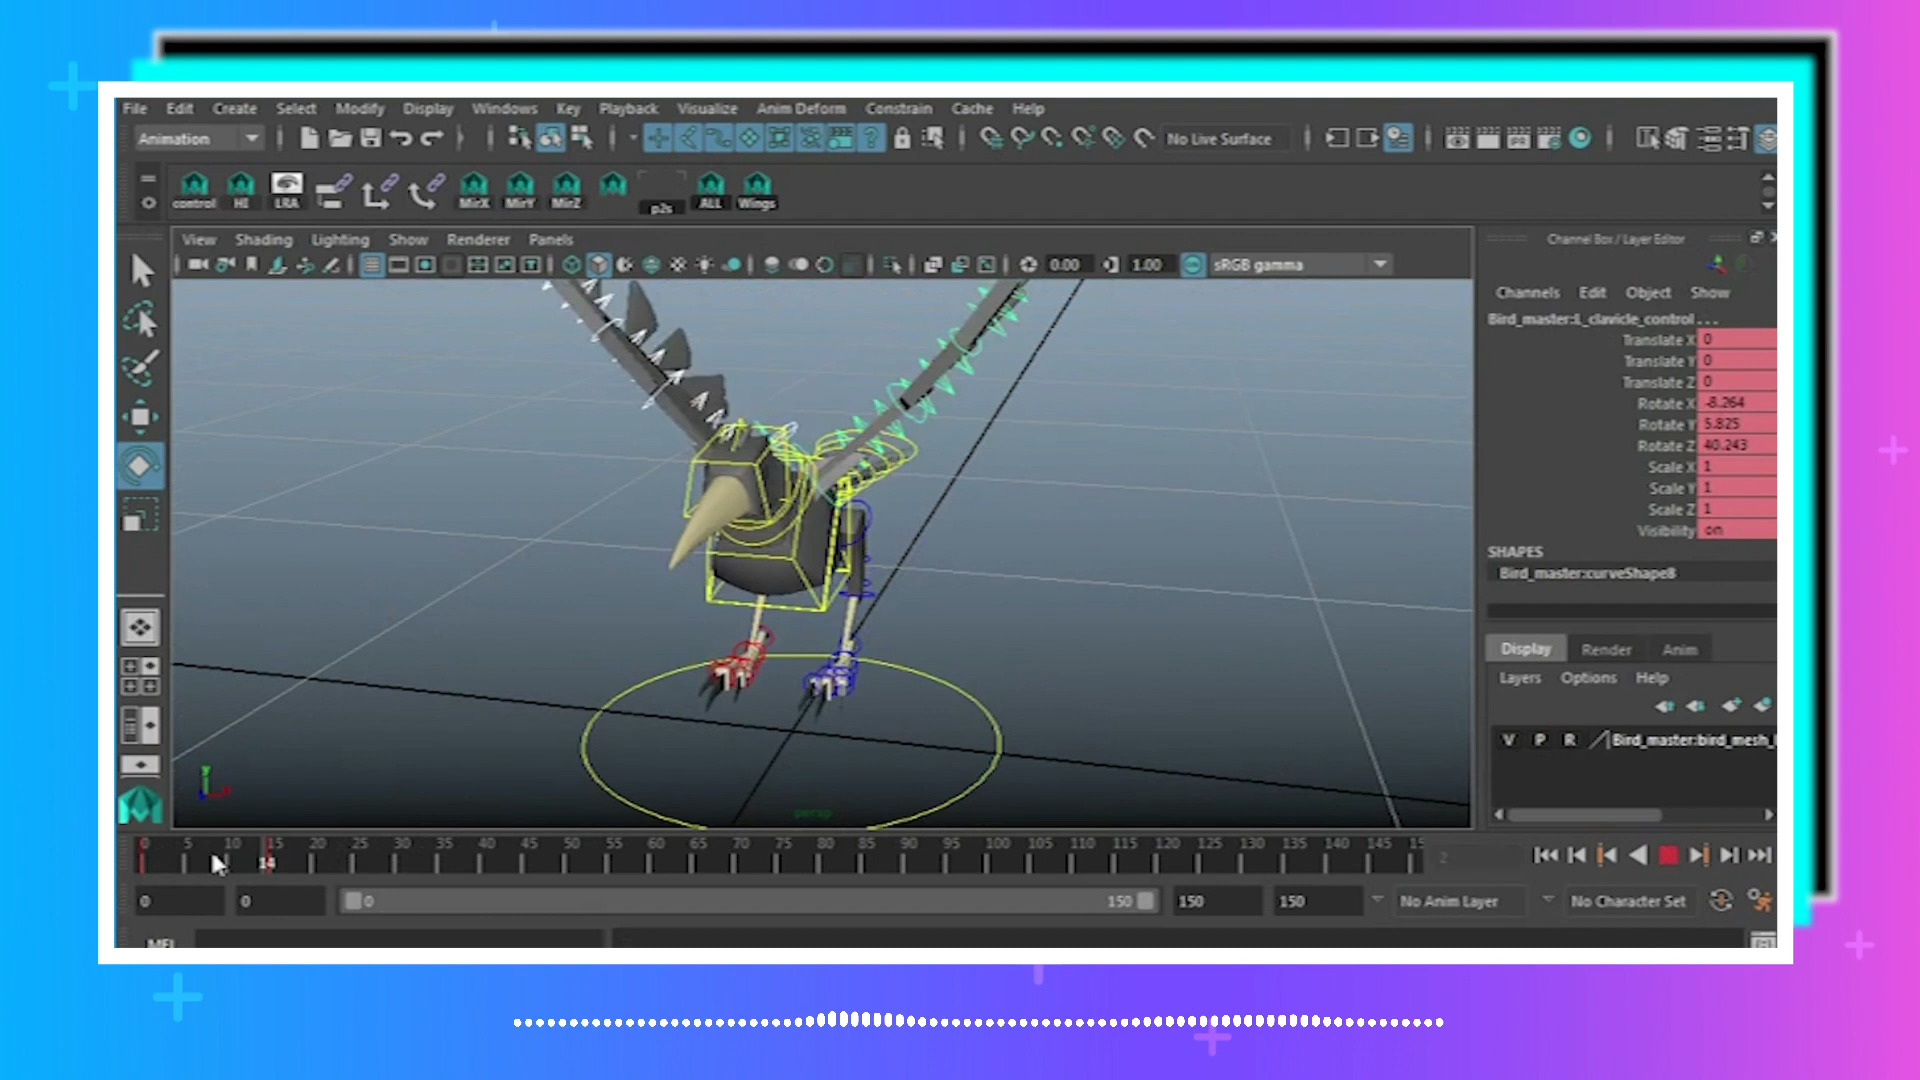 File Edit Create Select Modify Display Windows Key Playback Visualize Anim Deform Constrain Cache Help
Animation No Live Surface
control HI LRA MirX MirY MirZ p2s ALL Wings
View Shading Lighting Show Renderer Panels
0.00 1.00 sRGB gamma
Channel Box / Layer Editor
Channels Edit Object Show
Bird_master:L_clavicle_control . . .
Translate X 0
Translate Y 0
Translate Z 0
Rotate X -8.264
Rotate Y 5.825
Rotate Z 40.243
Scale X 1
Scale Y 1
Scale Z 1
Visibility on
SHAPES
Bird_master:curveShape8
Display Render Anim
Layers Options Help
V P R Bird_master:bird_mesh_
persp
0 5 10 15 20 25 30 35 40 45 50 55 60 65 70 75 80 85 90 95 100 105 110 115 120 125 130 135 140 145 15
14
2
0 0 0 150 150 150 No Anim Layer No Character Set
MEL